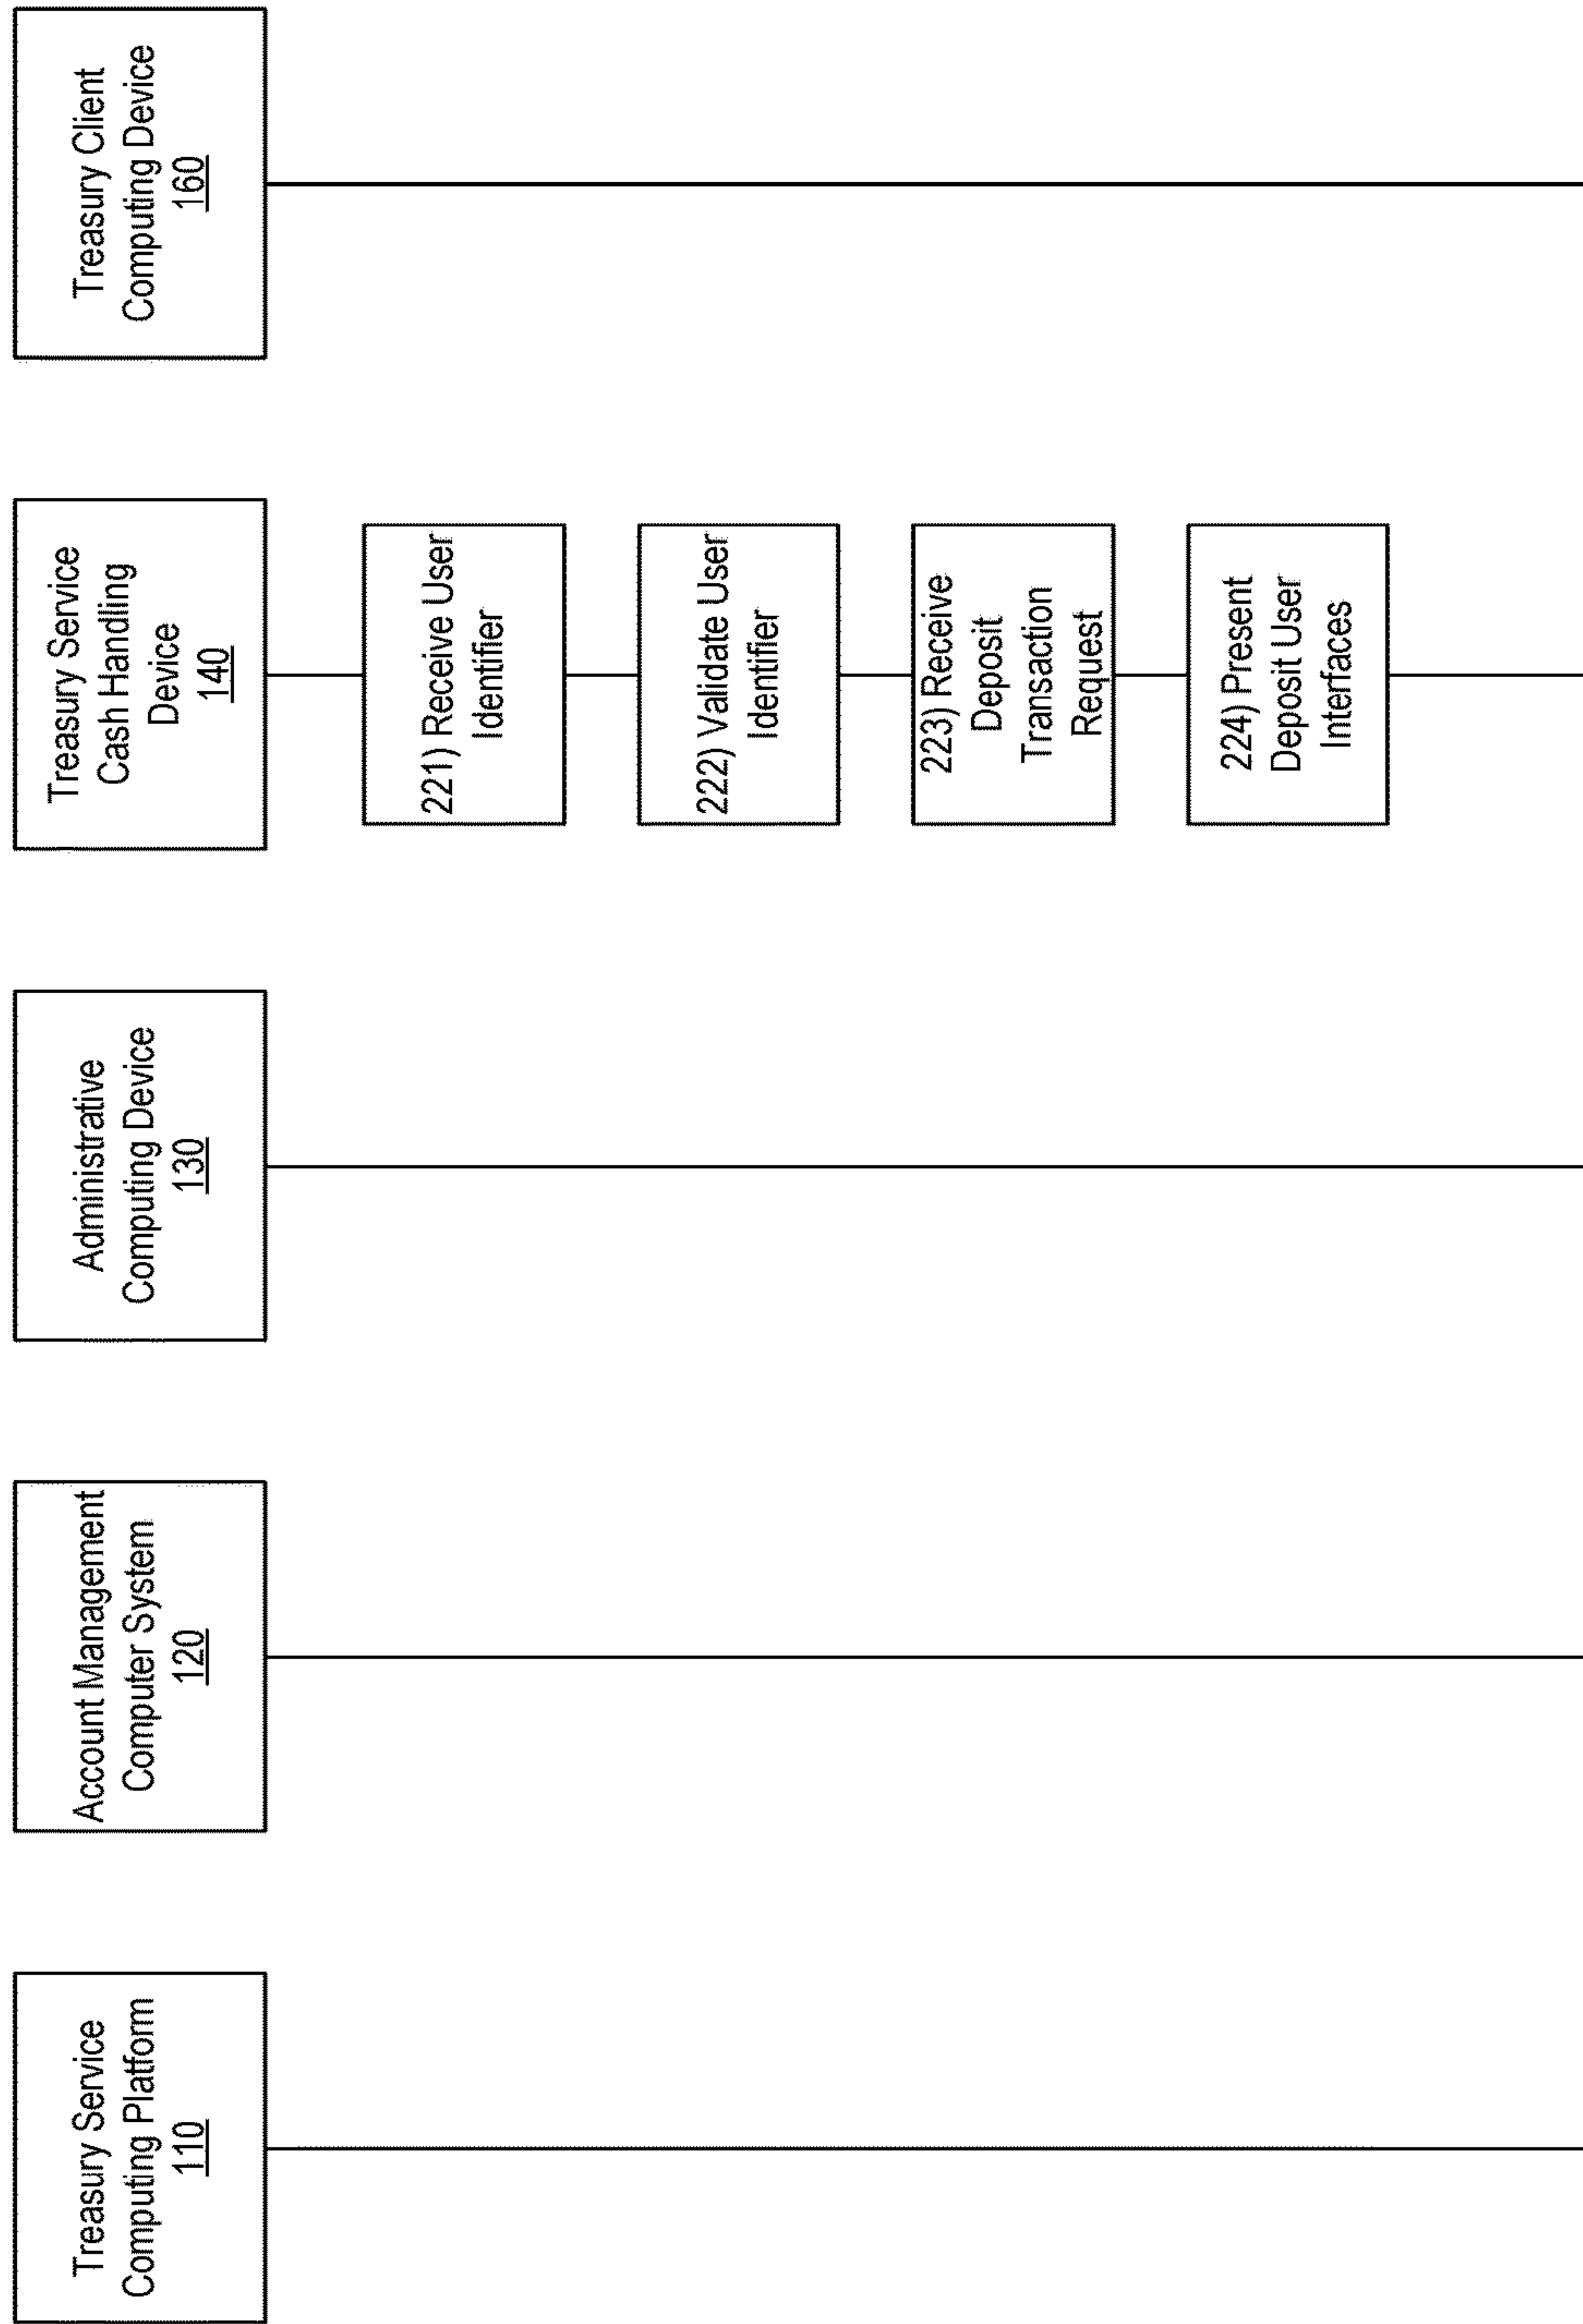 Treasury Service
Computing Platform
110
Account Management
Computer System
120
Administrative
Computing Device
130
Treasury Service
Cash Handling
Device
140
Treasury Client
Computing Device
160
221) Receive User
Identifier
222) Validate User
Identifier
223) Receive
Deposit
Transaction
Request
224) Present
Deposit User
Interfaces